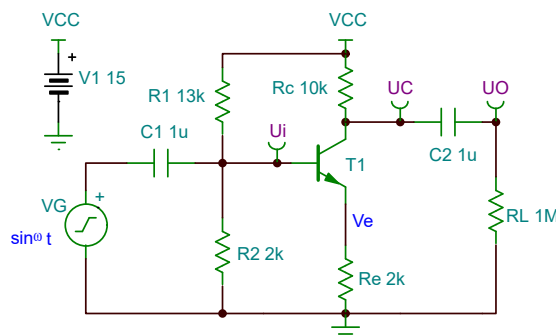 VCC
VCC
V1 15
R1 13k
Rc 10k
UC
UO
C1 1u
Ui
T1
C2 1u
VG
sinω t
R2 2k
Ve
Re 2k
RL 1M